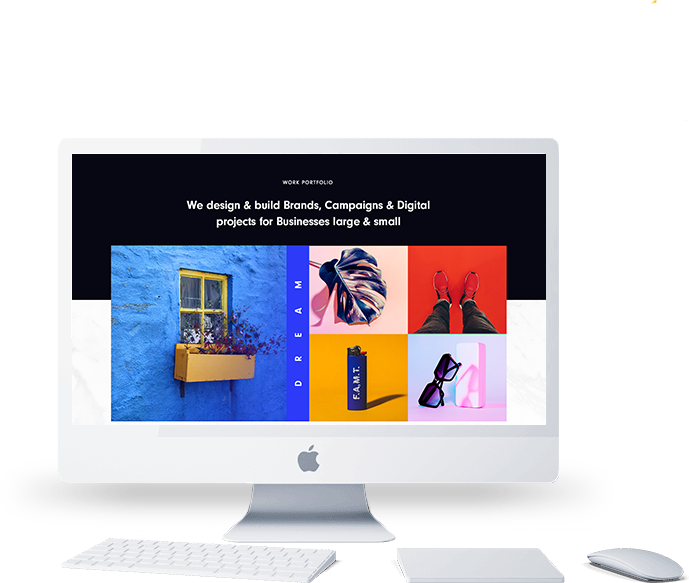 WORK PORTFOLIO
We design & build Brands, Campaigns & Digital
projects for Businesses large & small
DREAM
F.A.M.T.